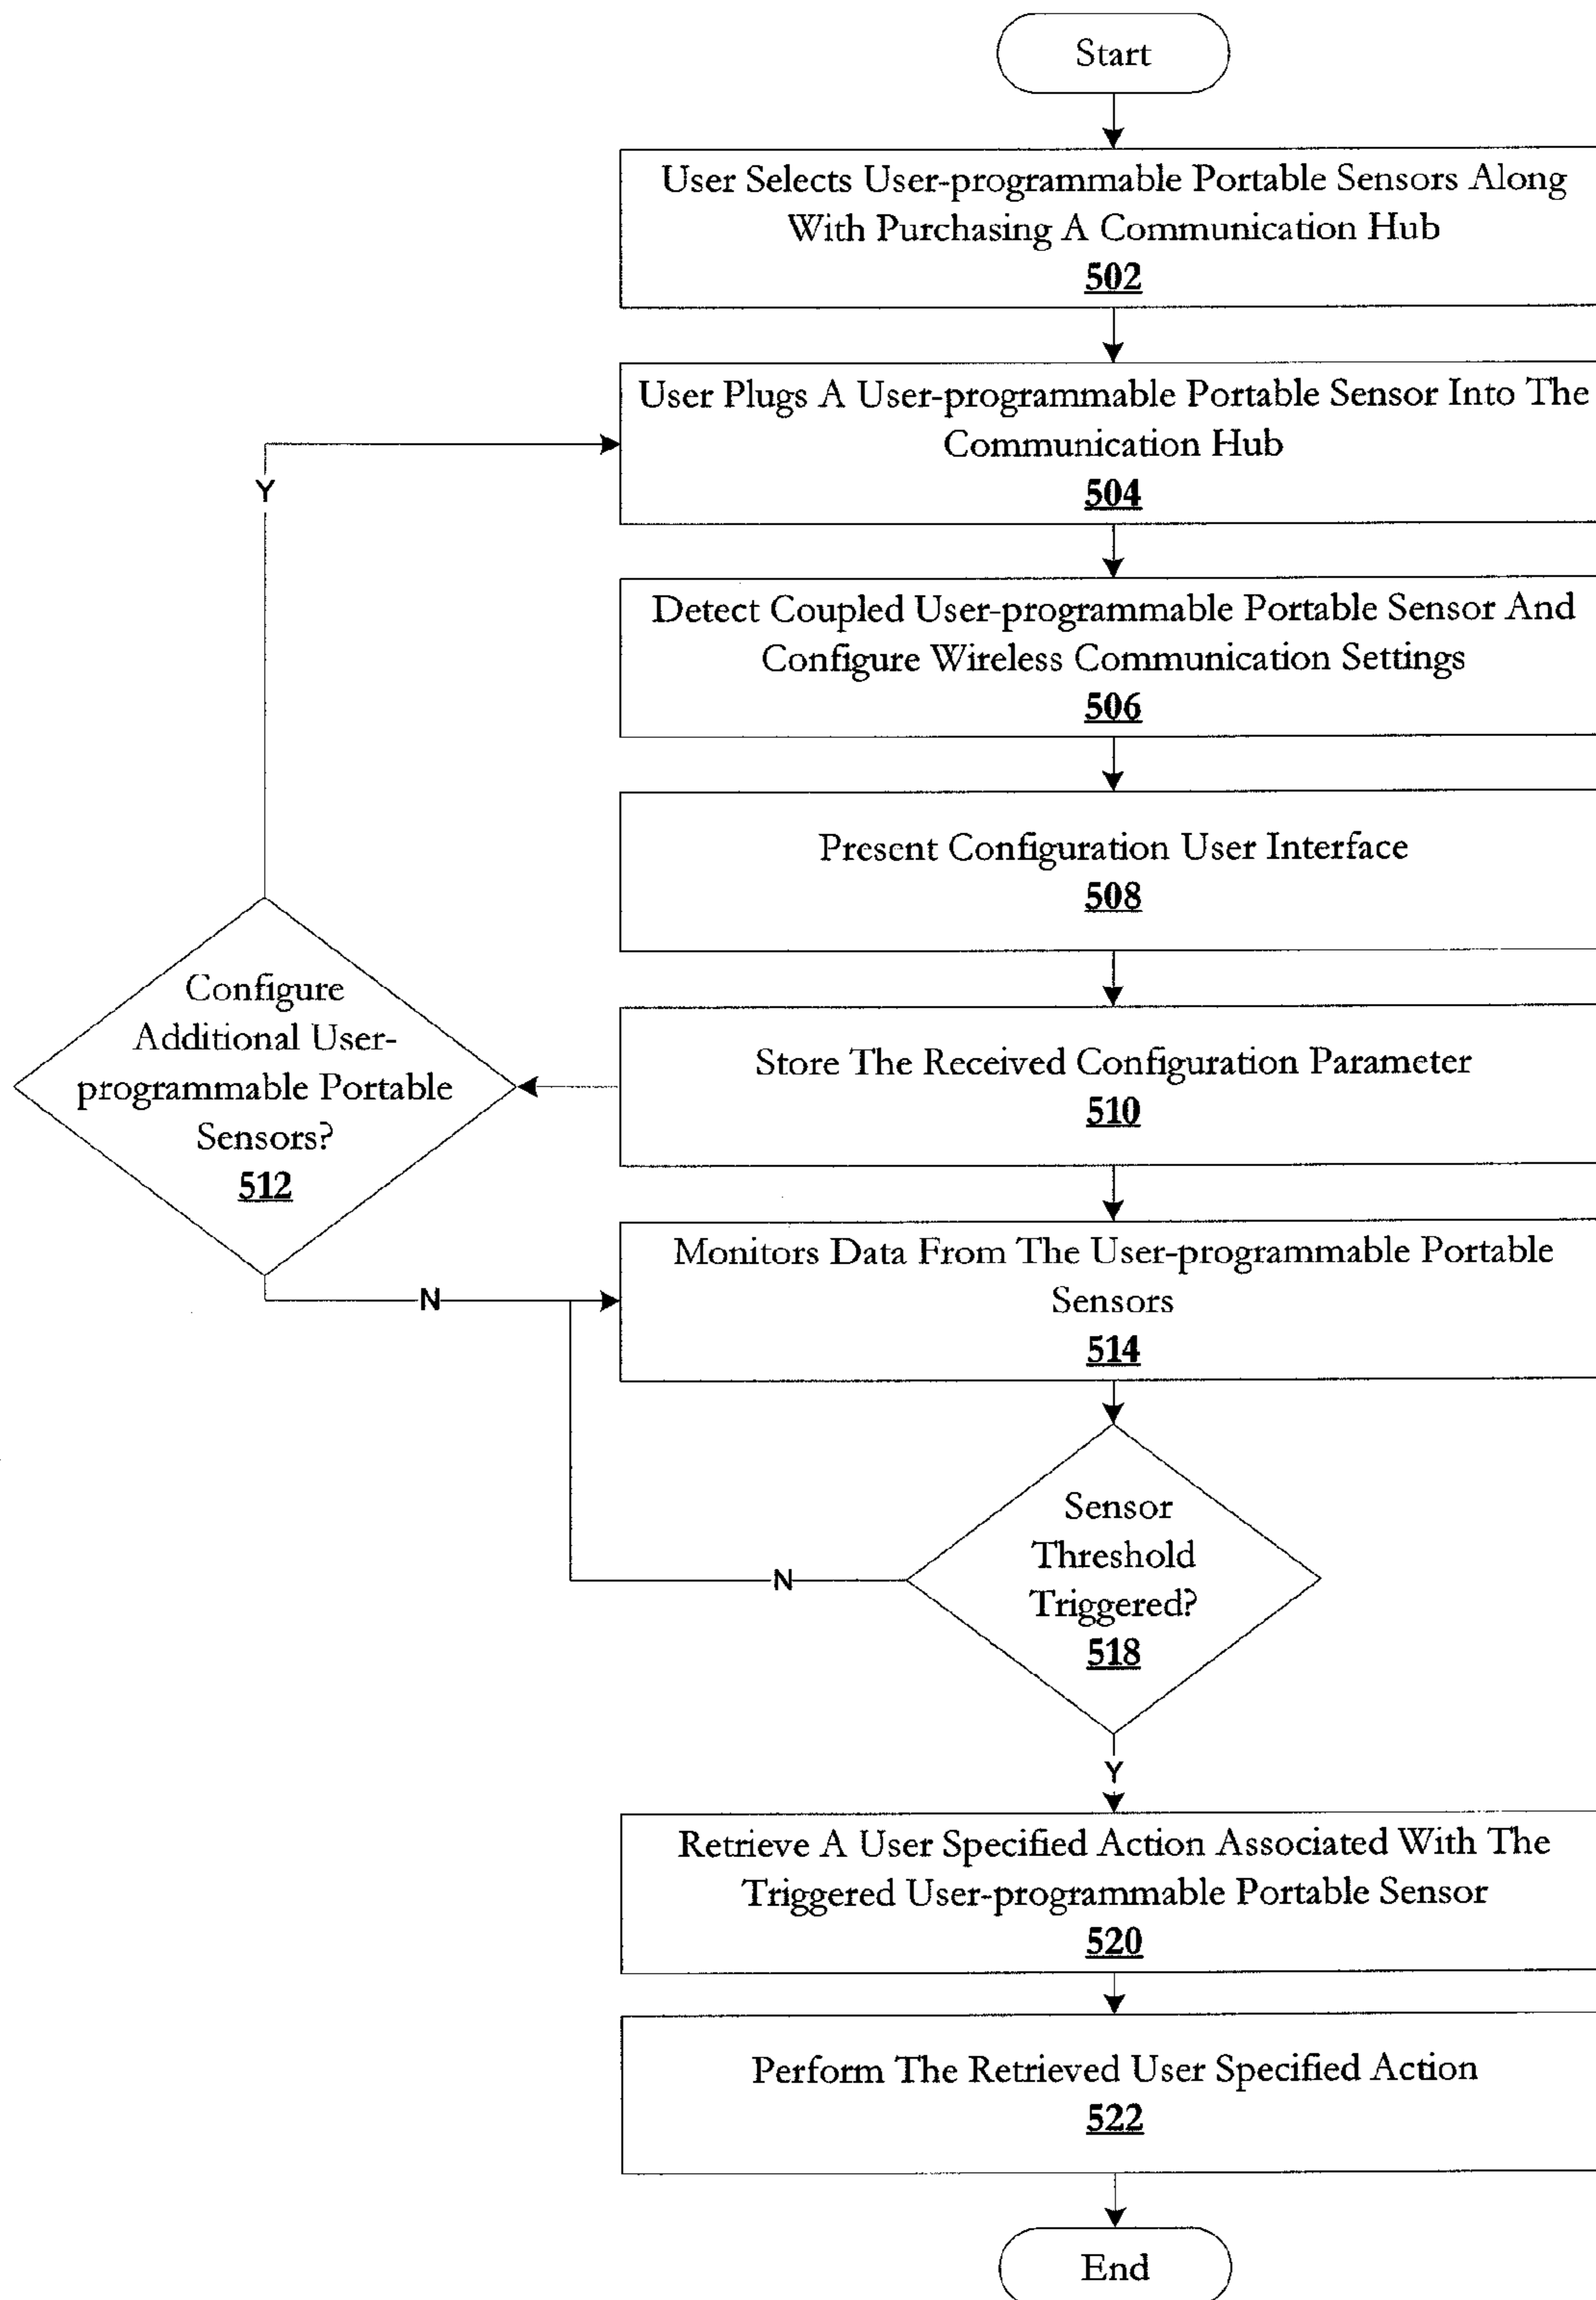 Start
User Selects User-programmable Portable Sensors Along
With Purchasing A Communication Hub
502
User Plugs A User-programmable Portable Sensor Into The
Communication Hub
504
Y
Detect Coupled User-programmable Portable Sensor And
Configure Wireless Communication Settings
506
Present Configuration User Interface
508
Store The Received Configuration Parameter
510
Configure
Additional User-
programmable Portable
Sensors?
512
N
Monitors Data From The User-programmable Portable
Sensors
514
Sensor
Threshold
Triggered?
518
N
Y
Retrieve A User Specified Action Associated With The
Triggered User-programmable Portable Sensor
520
Perform The Retrieved User Specified Action
522
End